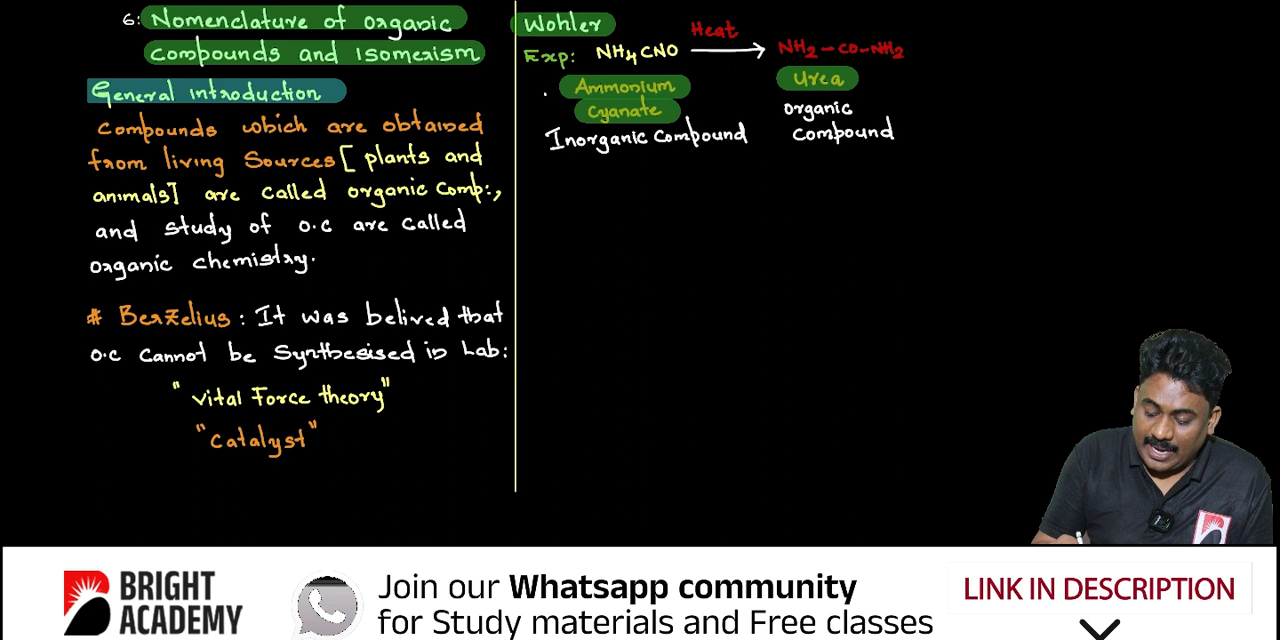 6: Nomenclature of organic
compounds and Isomerism
General introduction
Compounds which are obtained
from living Sources [plants and
animals] are called organic Comp:,
and study of o.c are called
organic chemistry.
# Berzelius: It was belived that
o.c cannot be Synthesised in Lab:
"vital Force theory"
"catalyst"
Wohler
Exp: NH4 CNO Heat → NH2-CO-NH2
Ammonium
Cyanate
Inorganic Compound
Urea
organic
compound
BRIGHT
ACADEMY
Join our Whatsapp community
for Study materials and Free classes
LINK IN DESCRIPTION